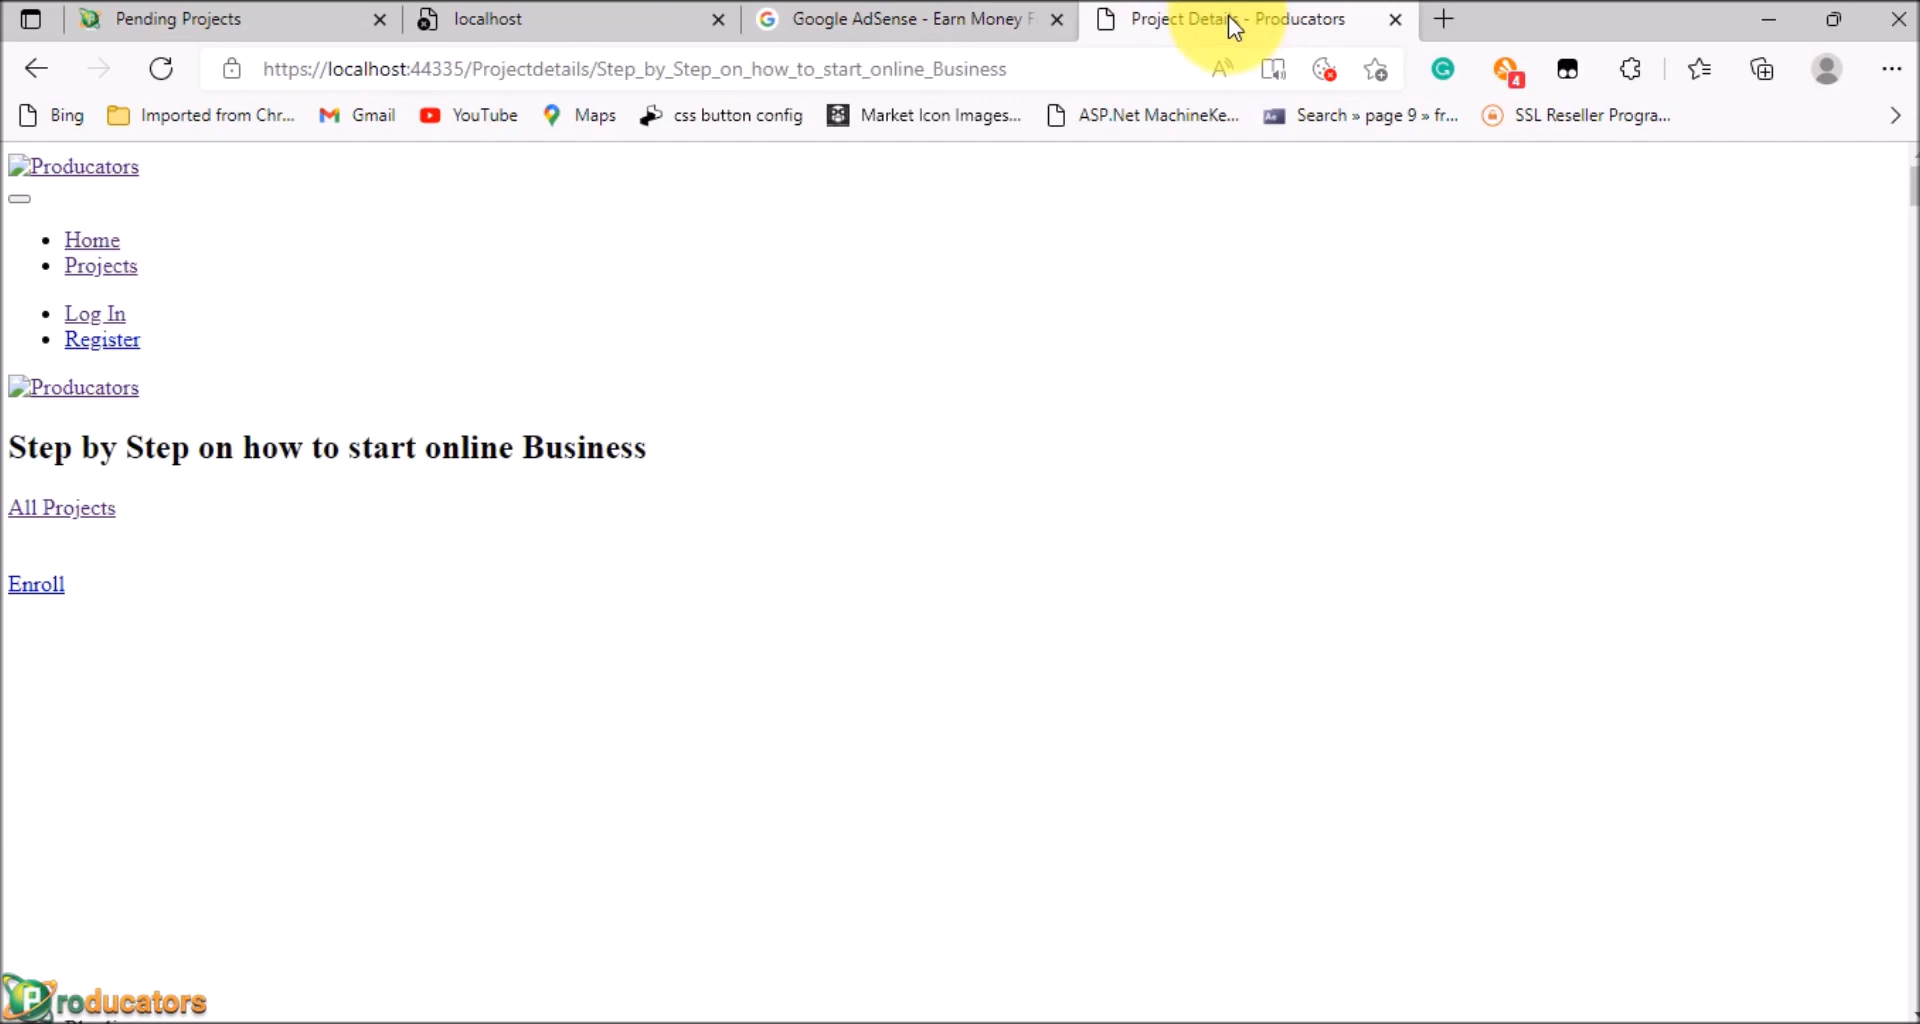 Pending Projects
localhost
Google AdSense - Earn Money F
Project Details - Producators
https://localhost:44335/Projectdetails/Step_by_Step_on_how_to_start_online_Business
4
Bing
Imported from Chr...
Gmail
YouTube
Maps
css button config
Market Icon Images...
ASP.Net MachineKe...
Search » page 9 » fr...
SSL Reseller Progra...
Producators
Home
Projects
Log In
Register
Producators
Step by Step on how to start online Business
All Projects
Enroll
Producators